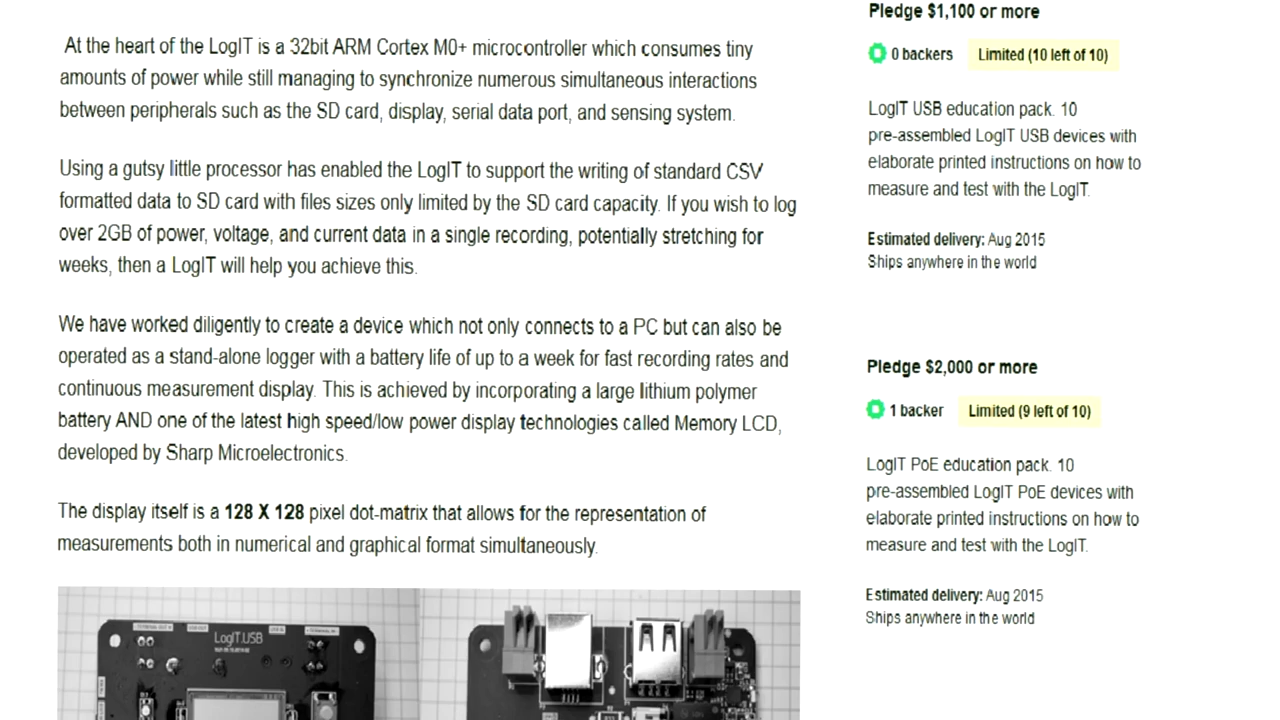 At the heart of the LogIT is a 32bit ARM Cortex M0+ microcontroller which consumes tiny
amounts of power while still managing to synchronize numerous simultaneous interactions
between peripherals such as the SD card, display, serial data port, and sensing system.
Using a gutsy little processor has enabled the LogIT to support the writing of standard CSV
formatted data to SD card with files sizes only limited by the SD card capacity. If you wish to log
over 2GB of power, voltage, and current data in a single recording, potentially stretching for
weeks, then a LogIT will help you achieve this.
We have worked diligently to create a device which not only connects to a PC but can also be
operated as a stand-alone logger with a battery life of up to a week for fast recording rates and
continuous measurement display. This is achieved by incorporating a large lithium polymer
battery AND one of the latest high speed/low power display technologies called Memory LCD,
developed by Sharp Microelectronics.
The display itself is a 128 X 128 pixel dot-matrix that allows for the representation of
measurements both in numerical and graphical format simultaneously.
LogIT.USB
Pledge $1,100 or more
0 backers Limited (10 left of 10)
LogIT USB education pack. 10
pre-assembled LogIT USB devices with
elaborate printed instructions on how to
measure and test with the LogIT.
Estimated delivery: Aug 2015
Ships anywhere in the world
Pledge $2,000 or more
1 backer Limited (9 left of 10)
LogIT PoE education pack. 10
pre-assembled LogIT PoE devices with
elaborate printed instructions on how to
measure and test with the LogIT.
Estimated delivery: Aug 2015
Ships anywhere in the world